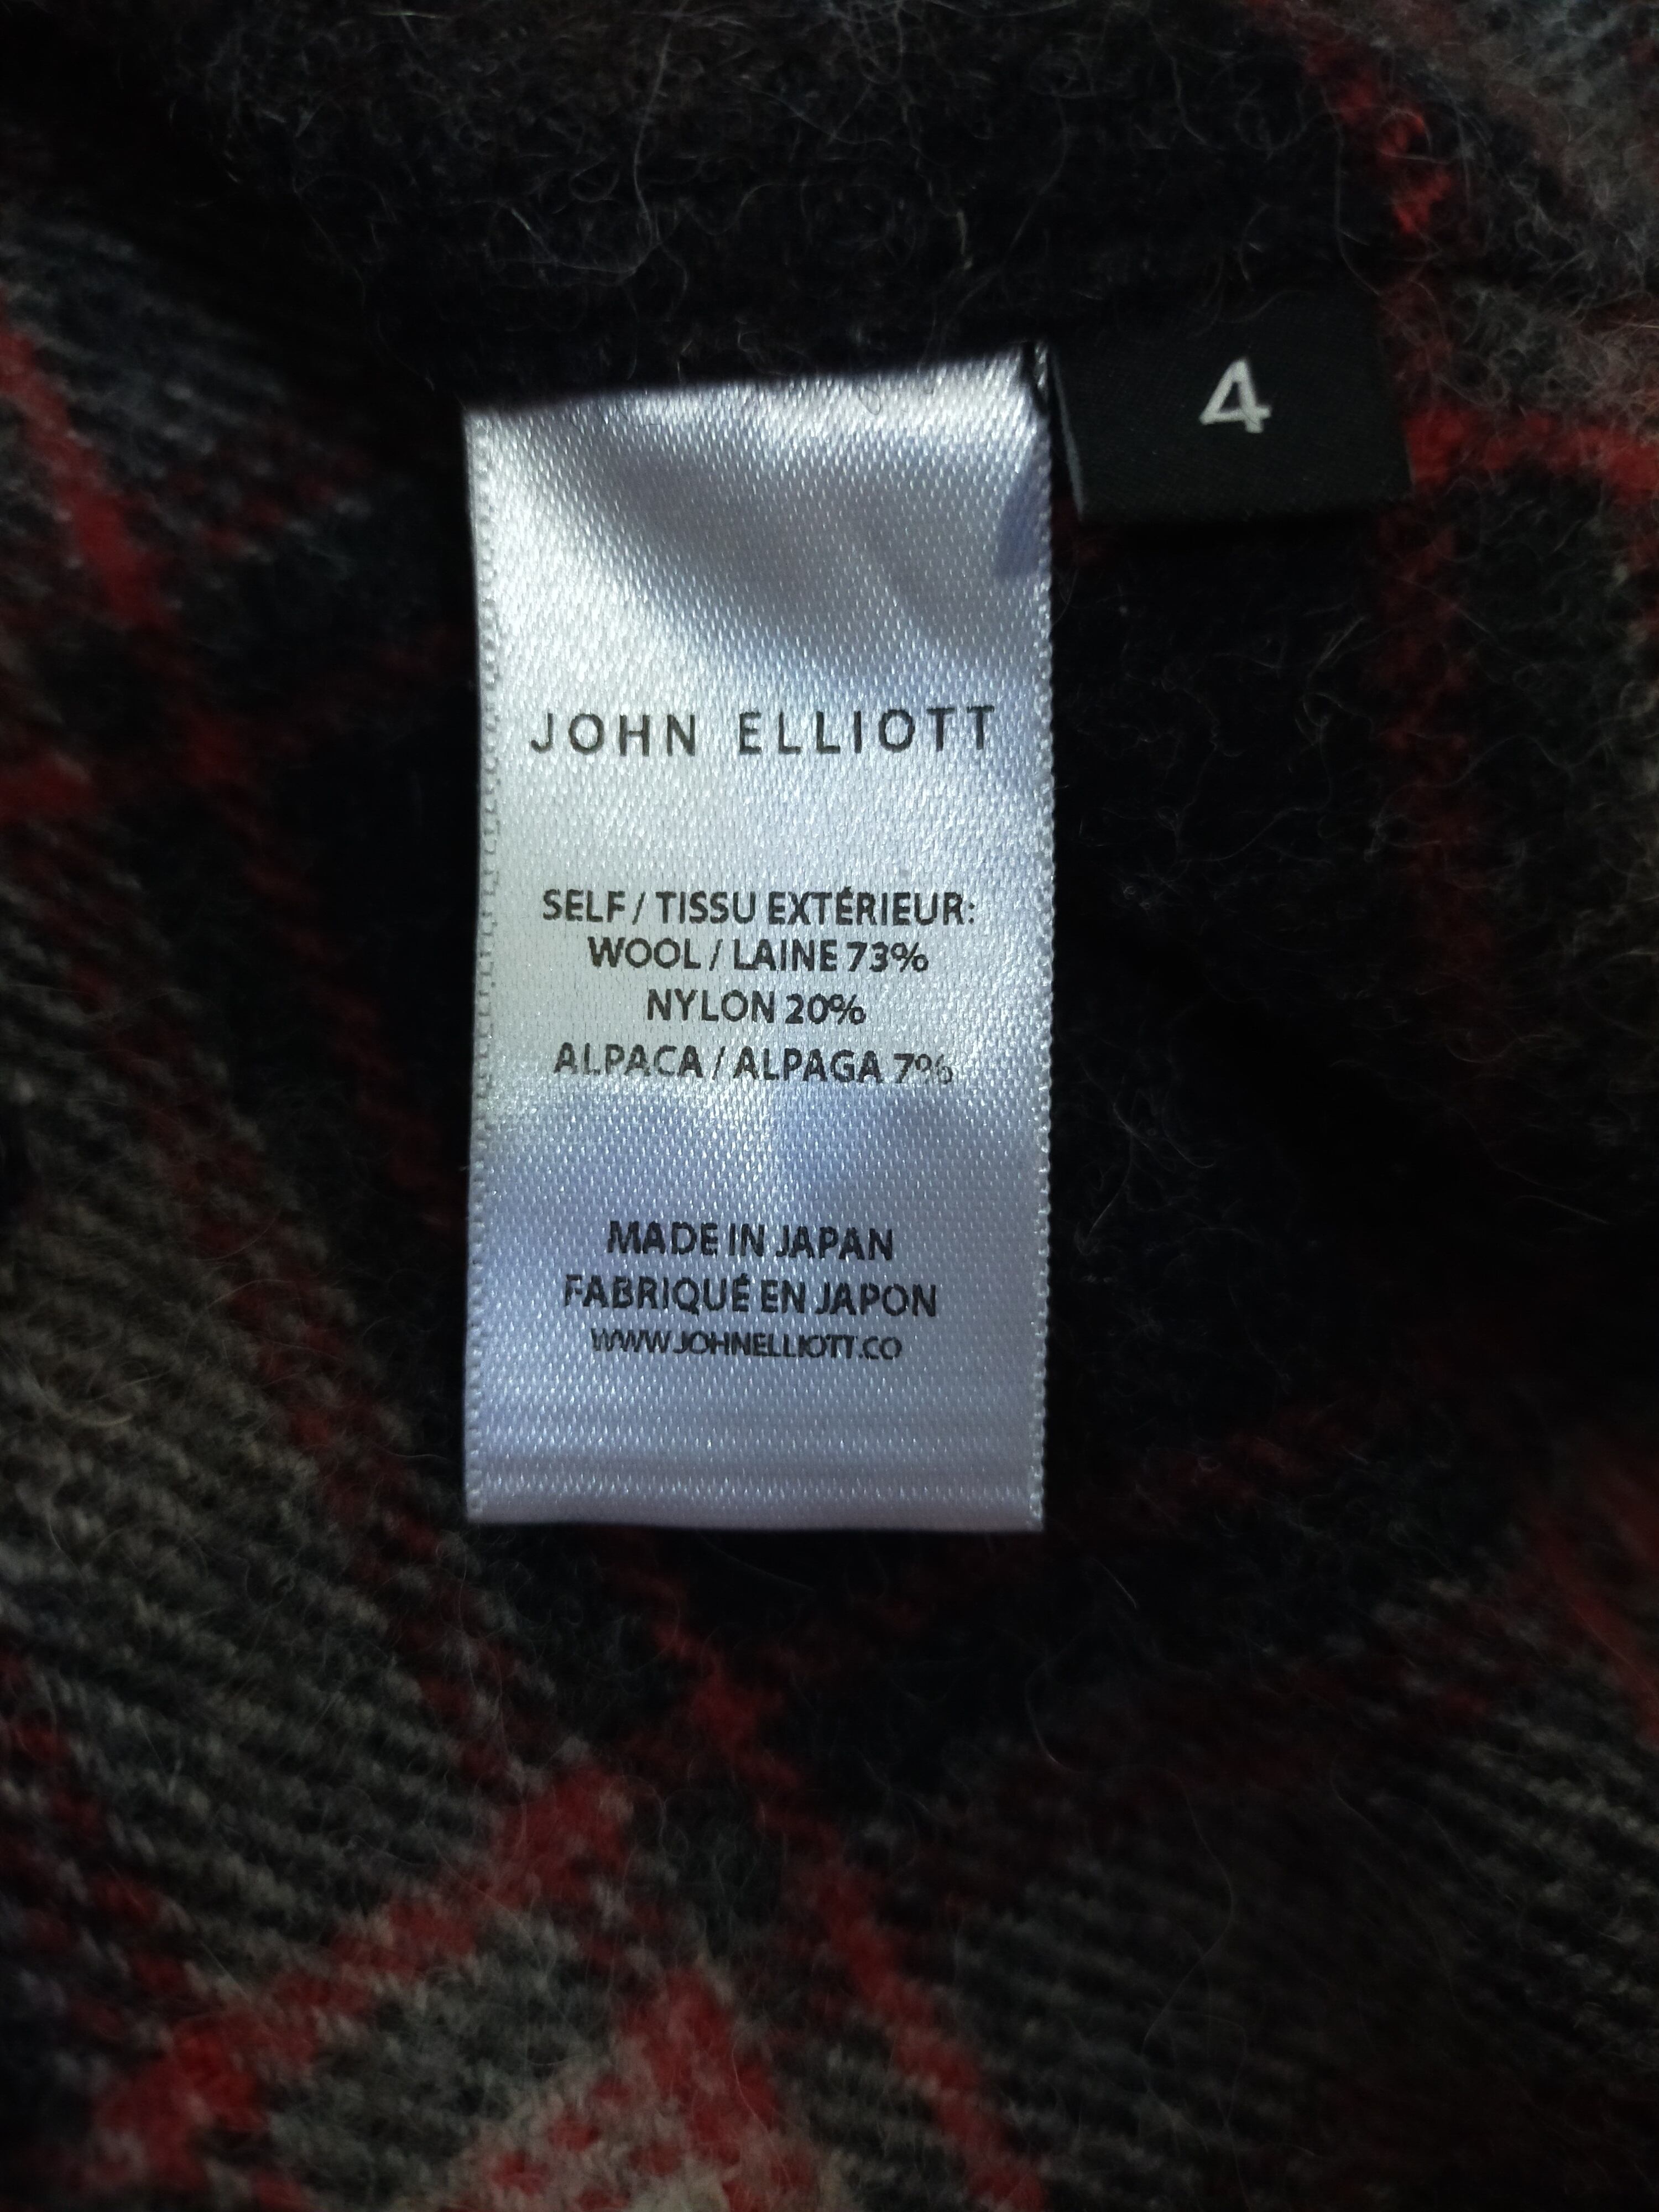 4
JOHN ELLIOTT
SELF / TISSU EXTÉRIEUR:
WOOL / LAINE 73%
NYLON 20%
ALPACA / ALPAGA 7%
MADE IN JAPAN
FABRIQUÉ EN JAPON
WWW.JOHNELLIOTT.CO